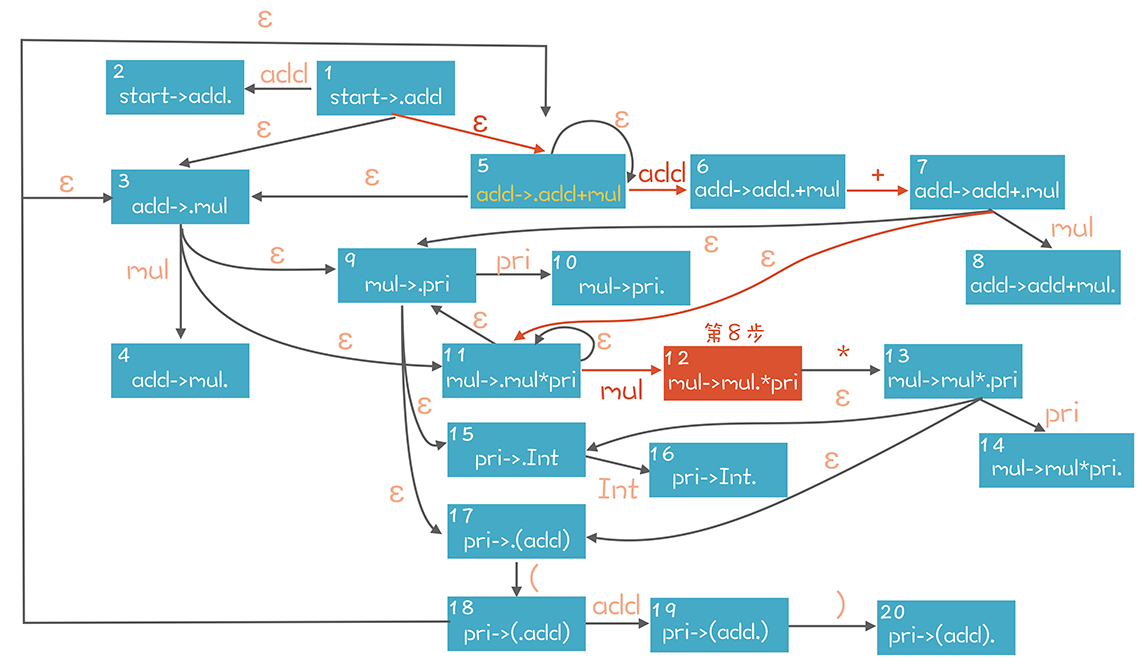 ε
2
start->add.
add
1
start->.add
ε
ε
ε
3
add->.mul
ε
ε
5
add->.add+mul
add
6
add->add.+mul
+
7
add->add+.mul
mul
8
add->add+mul.
mul
ε
9
mul->.pri
pri
10
mul->pri.
ε
ε
4
add->mul.
ε
ε
11
mul->.mul*pri
ε
mul
第8步
12
mul->mul.*pri
*
13
mul->mul*.pri
ε
pri
14
mul->mul*pri.
ε
15
pri->.Int
Int
16
pri->Int.
ε
ε
17
pri->.(add)
(
18
pri->(.add)
add
19
pri->(add.)
)
20
pri->(add).